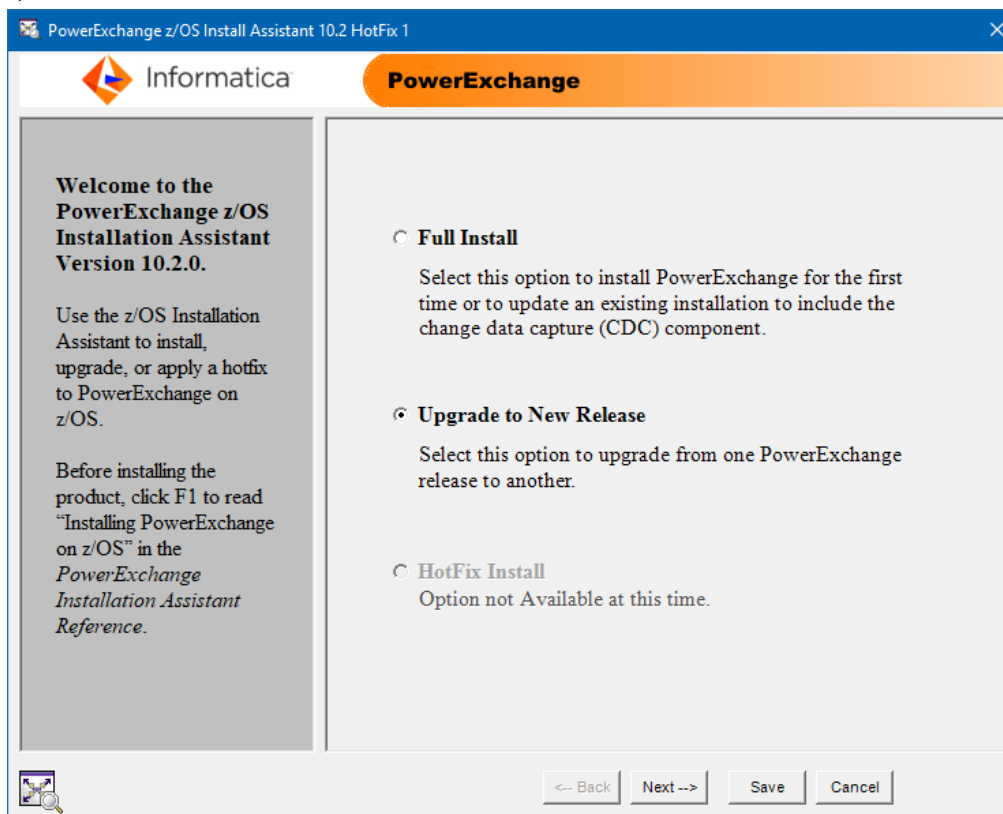 PowerExchange z/OS Install Assistant 10.2 HotFix 1
Informatica
PowerExchange
Welcome to the
PowerExchange z/OS
Installation Assistant
Version 10.2.0.
Use the z/OS Installation
Assistant to install,
upgrade, or apply a hotfix
to PowerExchange on
z/OS.
Before installing the
product, click F1 to read
“Installing PowerExchange
on z/OS” in the
PowerExchange
Installation Assistant
Reference.
Full Install
Select this option to install PowerExchange for the first
time or to update an existing installation to include the
change data capture (CDC) component.
Upgrade to New Release
Select this option to upgrade from one PowerExchange
release to another.
HotFix Install
Option not Available at this time.
<-- Back
Next -->
Save
Cancel